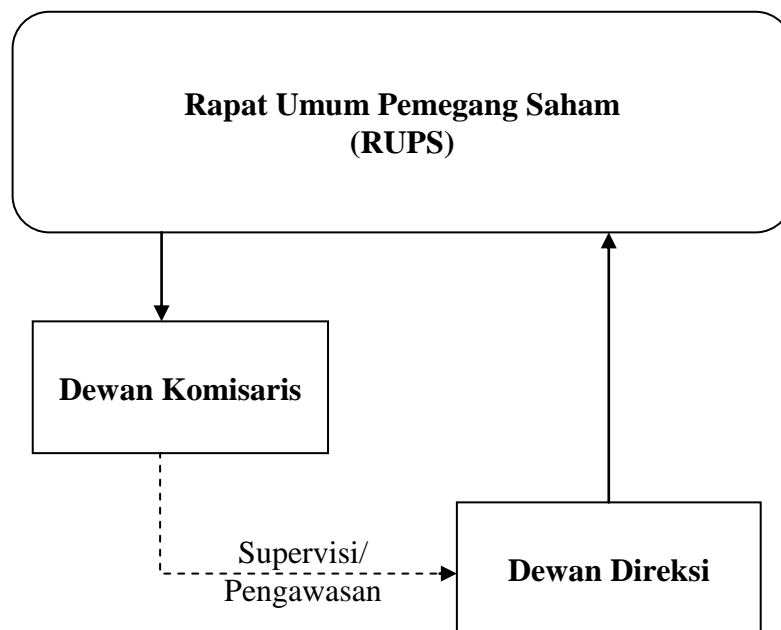 Rapat Umum Pemegang Saham
(RUPS)
Dewan Komisaris
Supervisi/
Pengawasan
Dewan Direksi